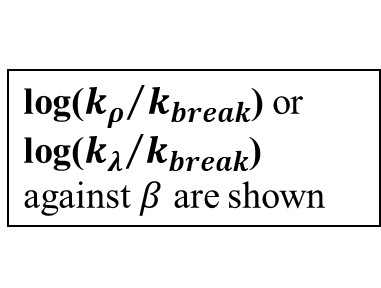 log(k_ρ/k_break) or
log(k_λ/k_break)
against β are shown